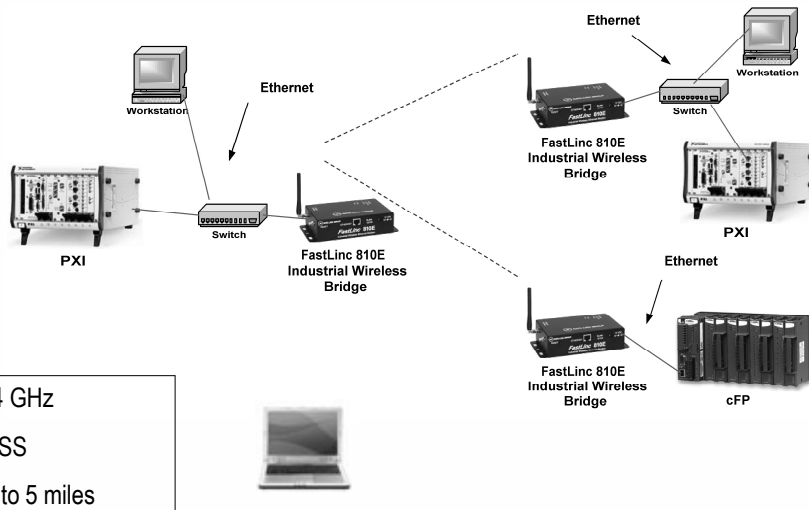 Ethernet
Workstation
Ethernet
Workstation
Switch
FastLinc 810E
Industrial Wireless
Bridge
PXI
Switch
FastLinc 810E
Industrial Wireless
Bridge
PXI
Ethernet
FastLinc 810E
Industrial Wireless
Bridge
cFP
GHz
SS
to 5 miles